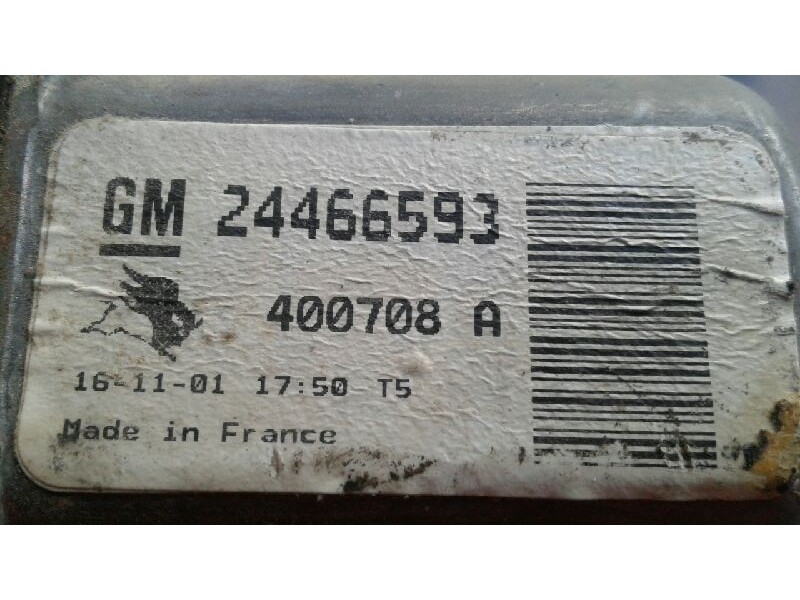 GM 24466593
400708 A
16-11-01 17:50 T5
Made in France